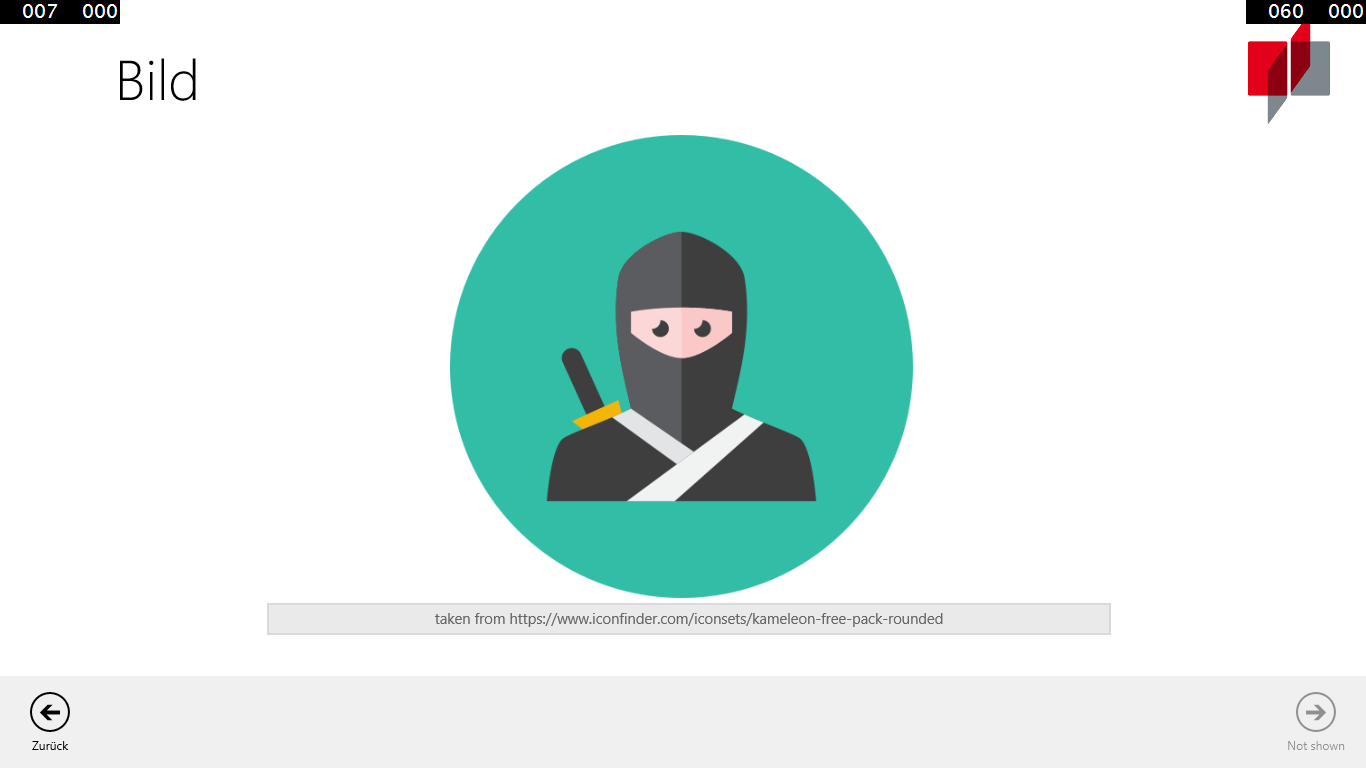 007 000
060 000
Bild
taken from https://www.iconfinder.com/iconsets/kameleon-free-pack-rounded
Zurück
Not shown